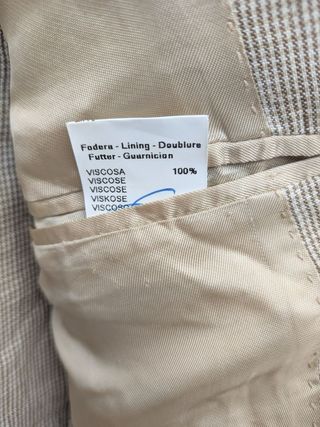 Fodera - Lining - Doublure
Futter - Guarnicion
VISCOSA 100%
VISCOSE
VISCOSE
VISKOSE